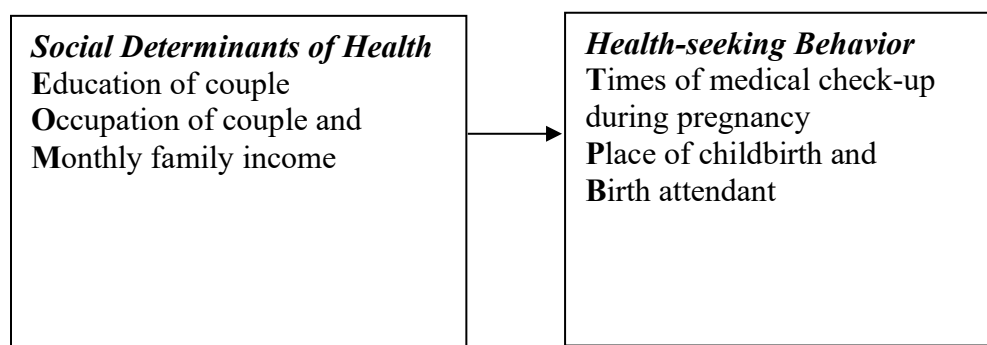 Social Determinants of Health
Education of couple
Occupation of couple and
Monthly family income
Health-seeking Behavior
Times of medical check-up
during pregnancy
Place of childbirth and
Birth attendant